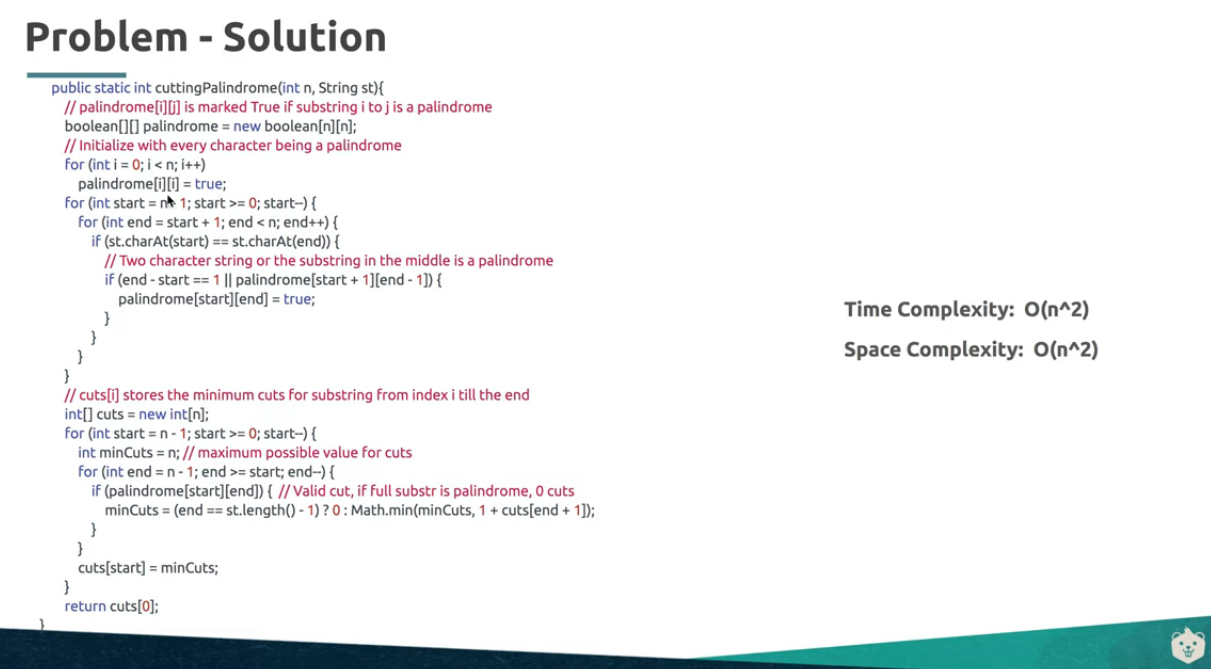 Problem - Solution
public static int cuttingPalindrome(int n, String st){
// palindrome[i][j] is marked True if substring i to j is a palindrome
boolean[][] palindrome = new boolean[n][n];
// Initialize with every character being a palindrome
for (int i = 0; i < n; i++)
palindrome[i][i] = true;
for (int start = n - 1; start >= 0; start--) {
for (int end = start + 1; end < n; end++) {
if (st.charAt(start) == st.charAt(end)) {
// Two character string or the substring in the middle is a palindrome
if (end - start == 1 || palindrome[start + 1][end - 1]) {
palindrome[start][end] = true;
}
}
}
}
// cuts[i] stores the minimum cuts for substring from index i till the end
int[] cuts = new int[n];
for (int start = n - 1; start >= 0; start--) {
int minCuts = n; // maximum possible value for cuts
for (int end = n - 1; end >= start; end--) {
if (palindrome[start][end]) { // Valid cut, if full substr is palindrome, 0 cuts
minCuts = (end == st.length() - 1) ? 0 : Math.min(minCuts, 1 + cuts[end + 1]);
}
}
cuts[start] = minCuts;
}
return cuts[0];
}
Time Complexity: O(n^2)
Space Complexity: O(n^2)